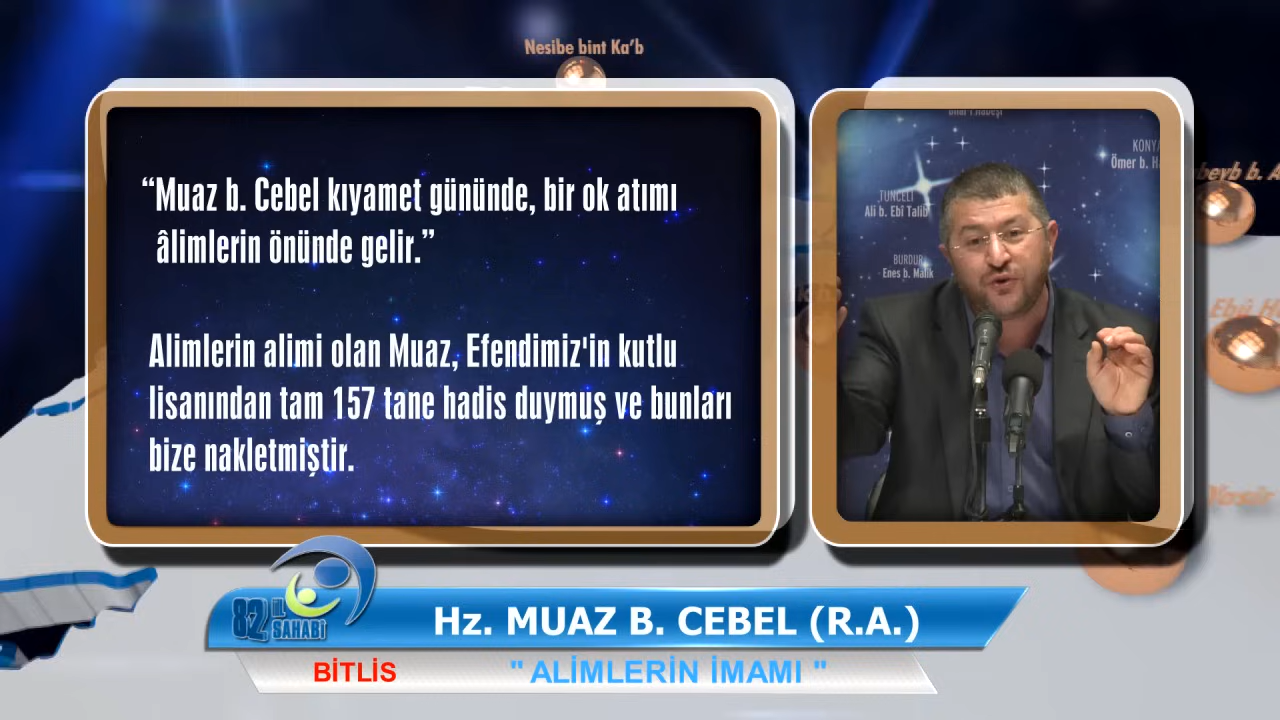 Nesibe bint Ka'b
“Muaz b. Cebel kıyamet gününde, bir ok atımı
âlimlerin önünde gelir.”
Alimlerin alimi olan Muaz, Efendimiz'in kutlu
lisanından tam 157 tane hadis duymuş ve bunları
bize nakletmiştir.
KONYA
Ömer b.
TUNCELİ
Ali b. Ebî Talib
BURDUR
Enes b. Malik
82 İL
SAHABİ
Hz. MUAZ B. CEBEL (R.A.)
BİTLİS
" ALİMLERİN İMAMI "